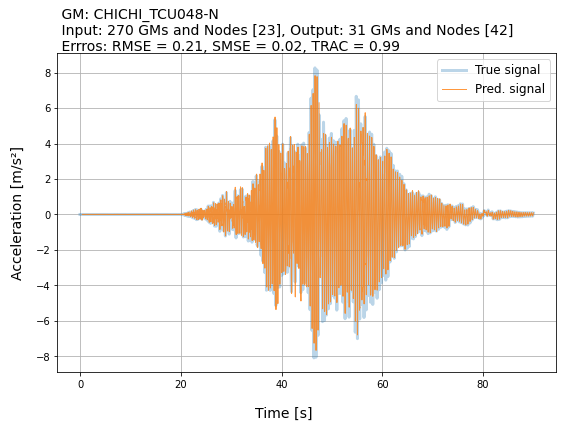 GM: CHICHI_TCU048-N
Input: 270 GMs and Nodes [23], Output: 31 GMs and Nodes [42]
Errros: RMSE = 0.21, SMSE = 0.02, TRAC = 0.99
True signal
Pred. signal
8
6
4
2
0
−2
−4
−6
−8
Acceleration [m/s²]
0 20 40 60 80
Time [s]